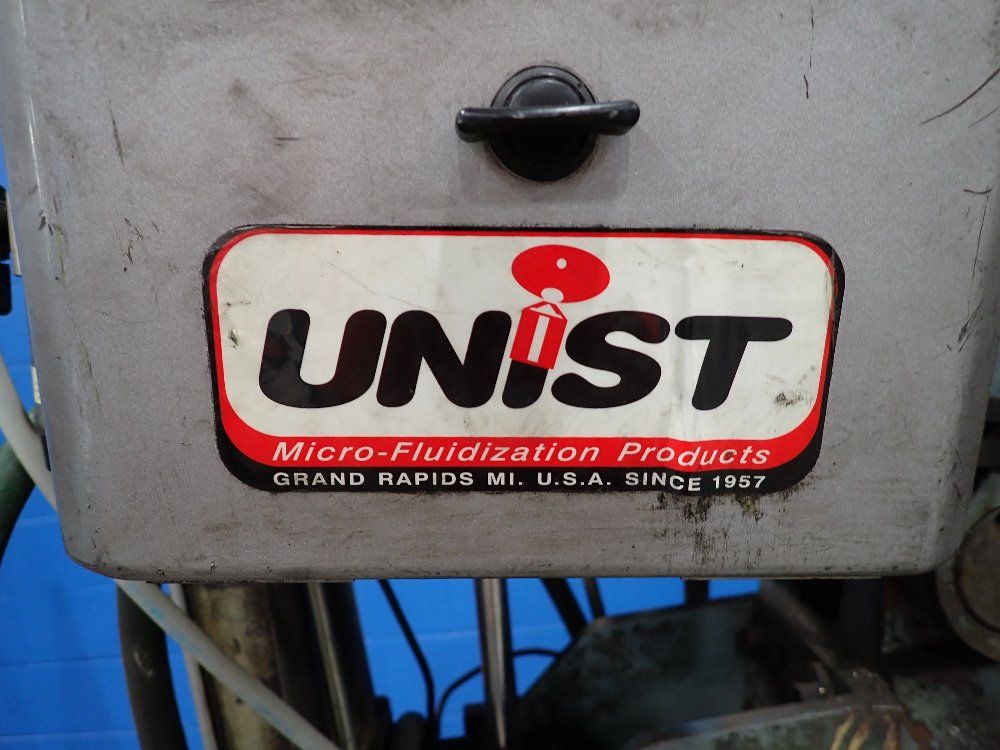 UNiST
Micro-Fluidization Products
GRAND RAPIDS MI. U.S.A. SINCE 1957